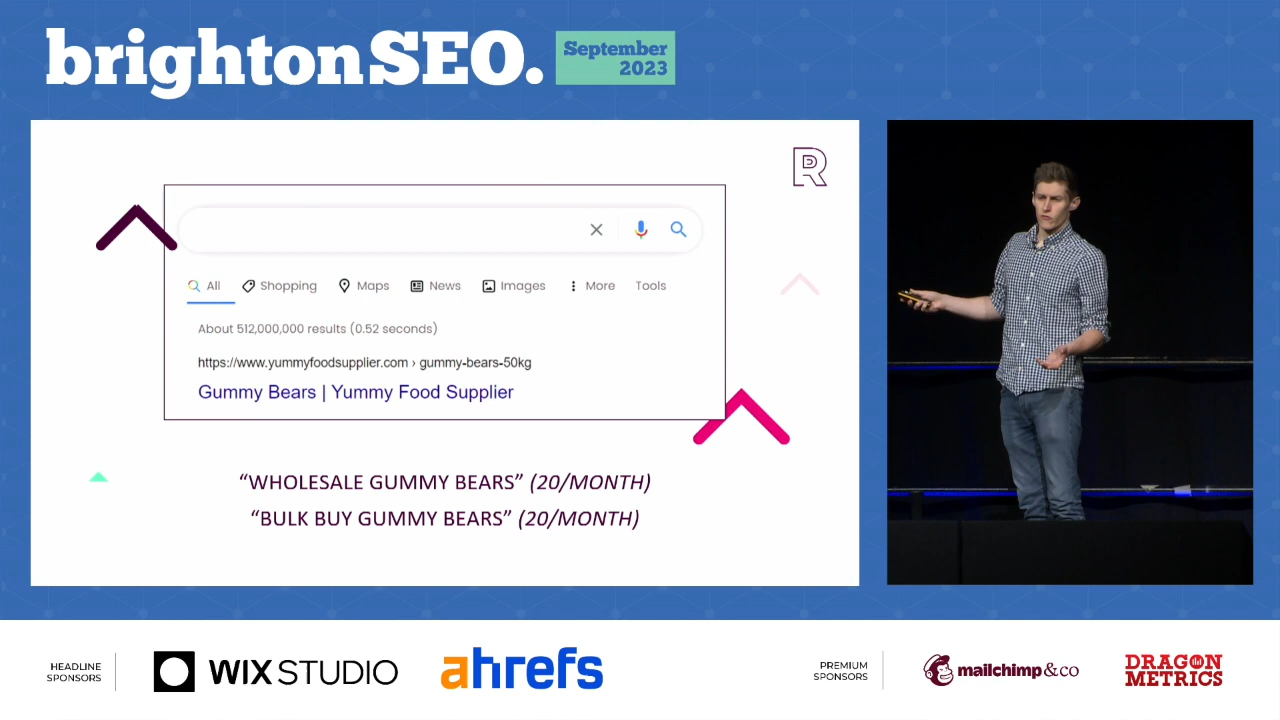 brightonSEO.
September
2023
R
All Shopping Maps News Images More Tools
About 512,000,000 results (0.52 seconds)
https://www.yummyfoodsupplier.com › gummy-bears-50kg
Gummy Bears | Yummy Food Supplier
“WHOLESALE GUMMY BEARS” (20/MONTH)
“BULK BUY GUMMY BEARS” (20/MONTH)
HEADLINE
SPONSORS
WIX STUDIO
ahrefs
PREMIUM
SPONSORS
mailchimp&co
DRAGON
METRICS